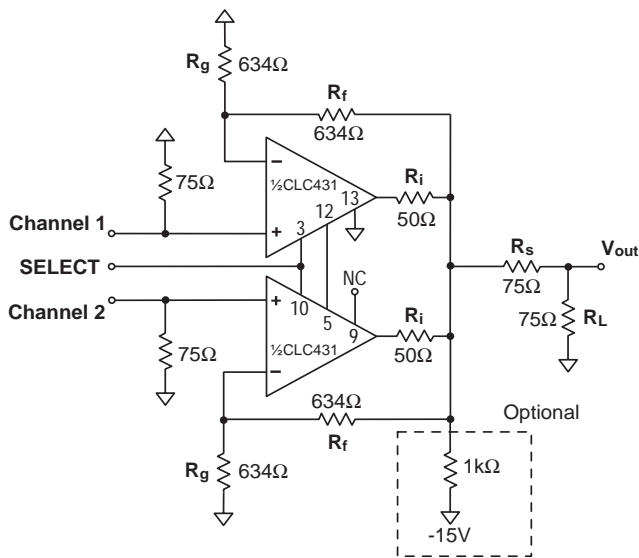 Rg
634Ω
Rf
634Ω
75Ω
½CLC431
Ri
50Ω
13
12
3
Channel 1
SELECT
Channel 2
NC
10
5
9
½CLC431
Ri
50Ω
Rs
75Ω
Vout
75Ω
RL
75Ω
634Ω
Rf
Rg
634Ω
Optional
1kΩ
-15V